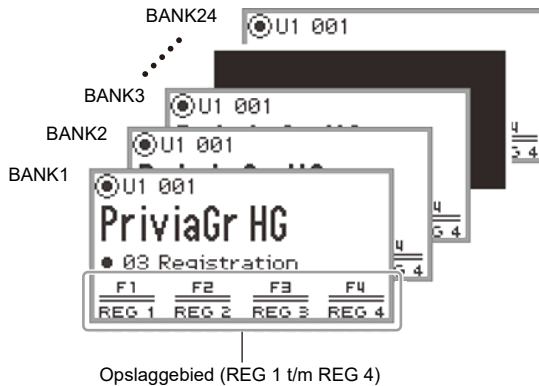 BANK24
U1 001
BANK3
U1 001
BANK2
U1 001
BANK1
U1 001
PriviaGr HG
● 03 Registration
F1 F2 F3 F4
REG 1 REG 2 REG 3 REG 4
Opslaggebied (REG 1 t/m REG 4)